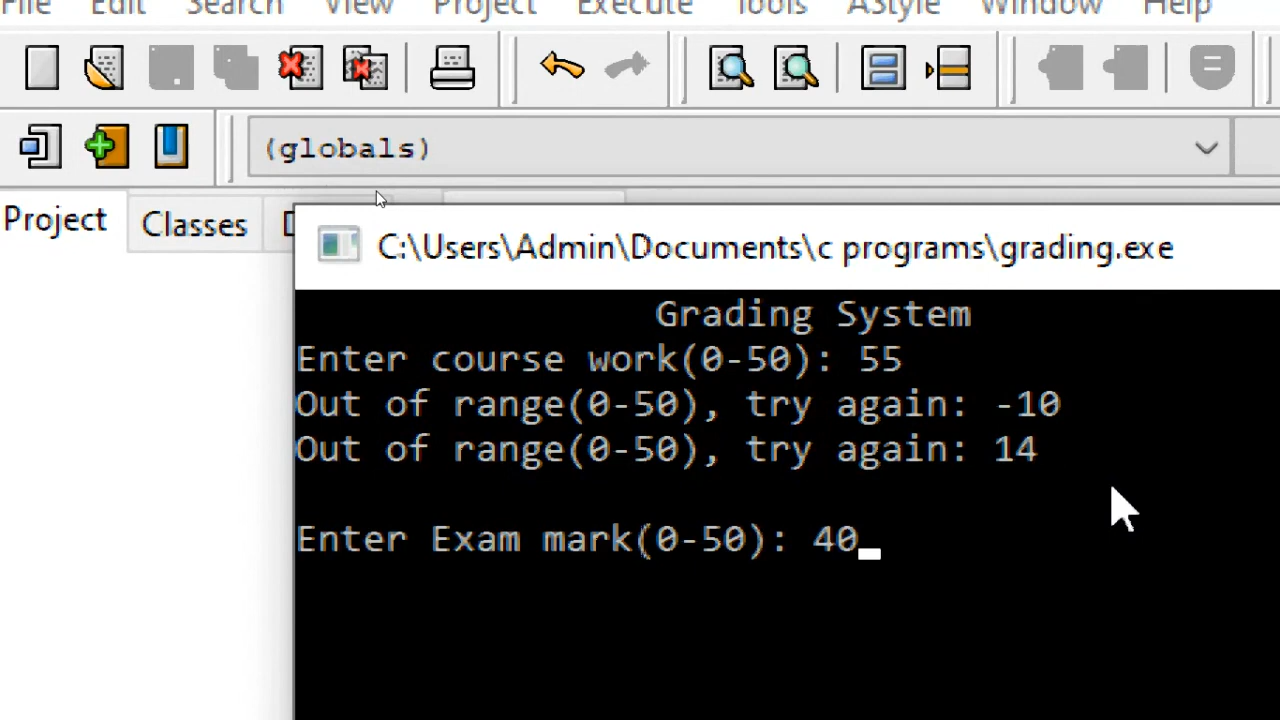 File Edit Search View Project Execute Tools AStyle Window Help
(globals)
Project Classes
C:\Users\Admin\Documents\c programs\grading.exe
Grading System
Enter course work(0-50): 55
Out of range(0-50), try again: -10
Out of range(0-50), try again: 14
Enter Exam mark(0-50): 40